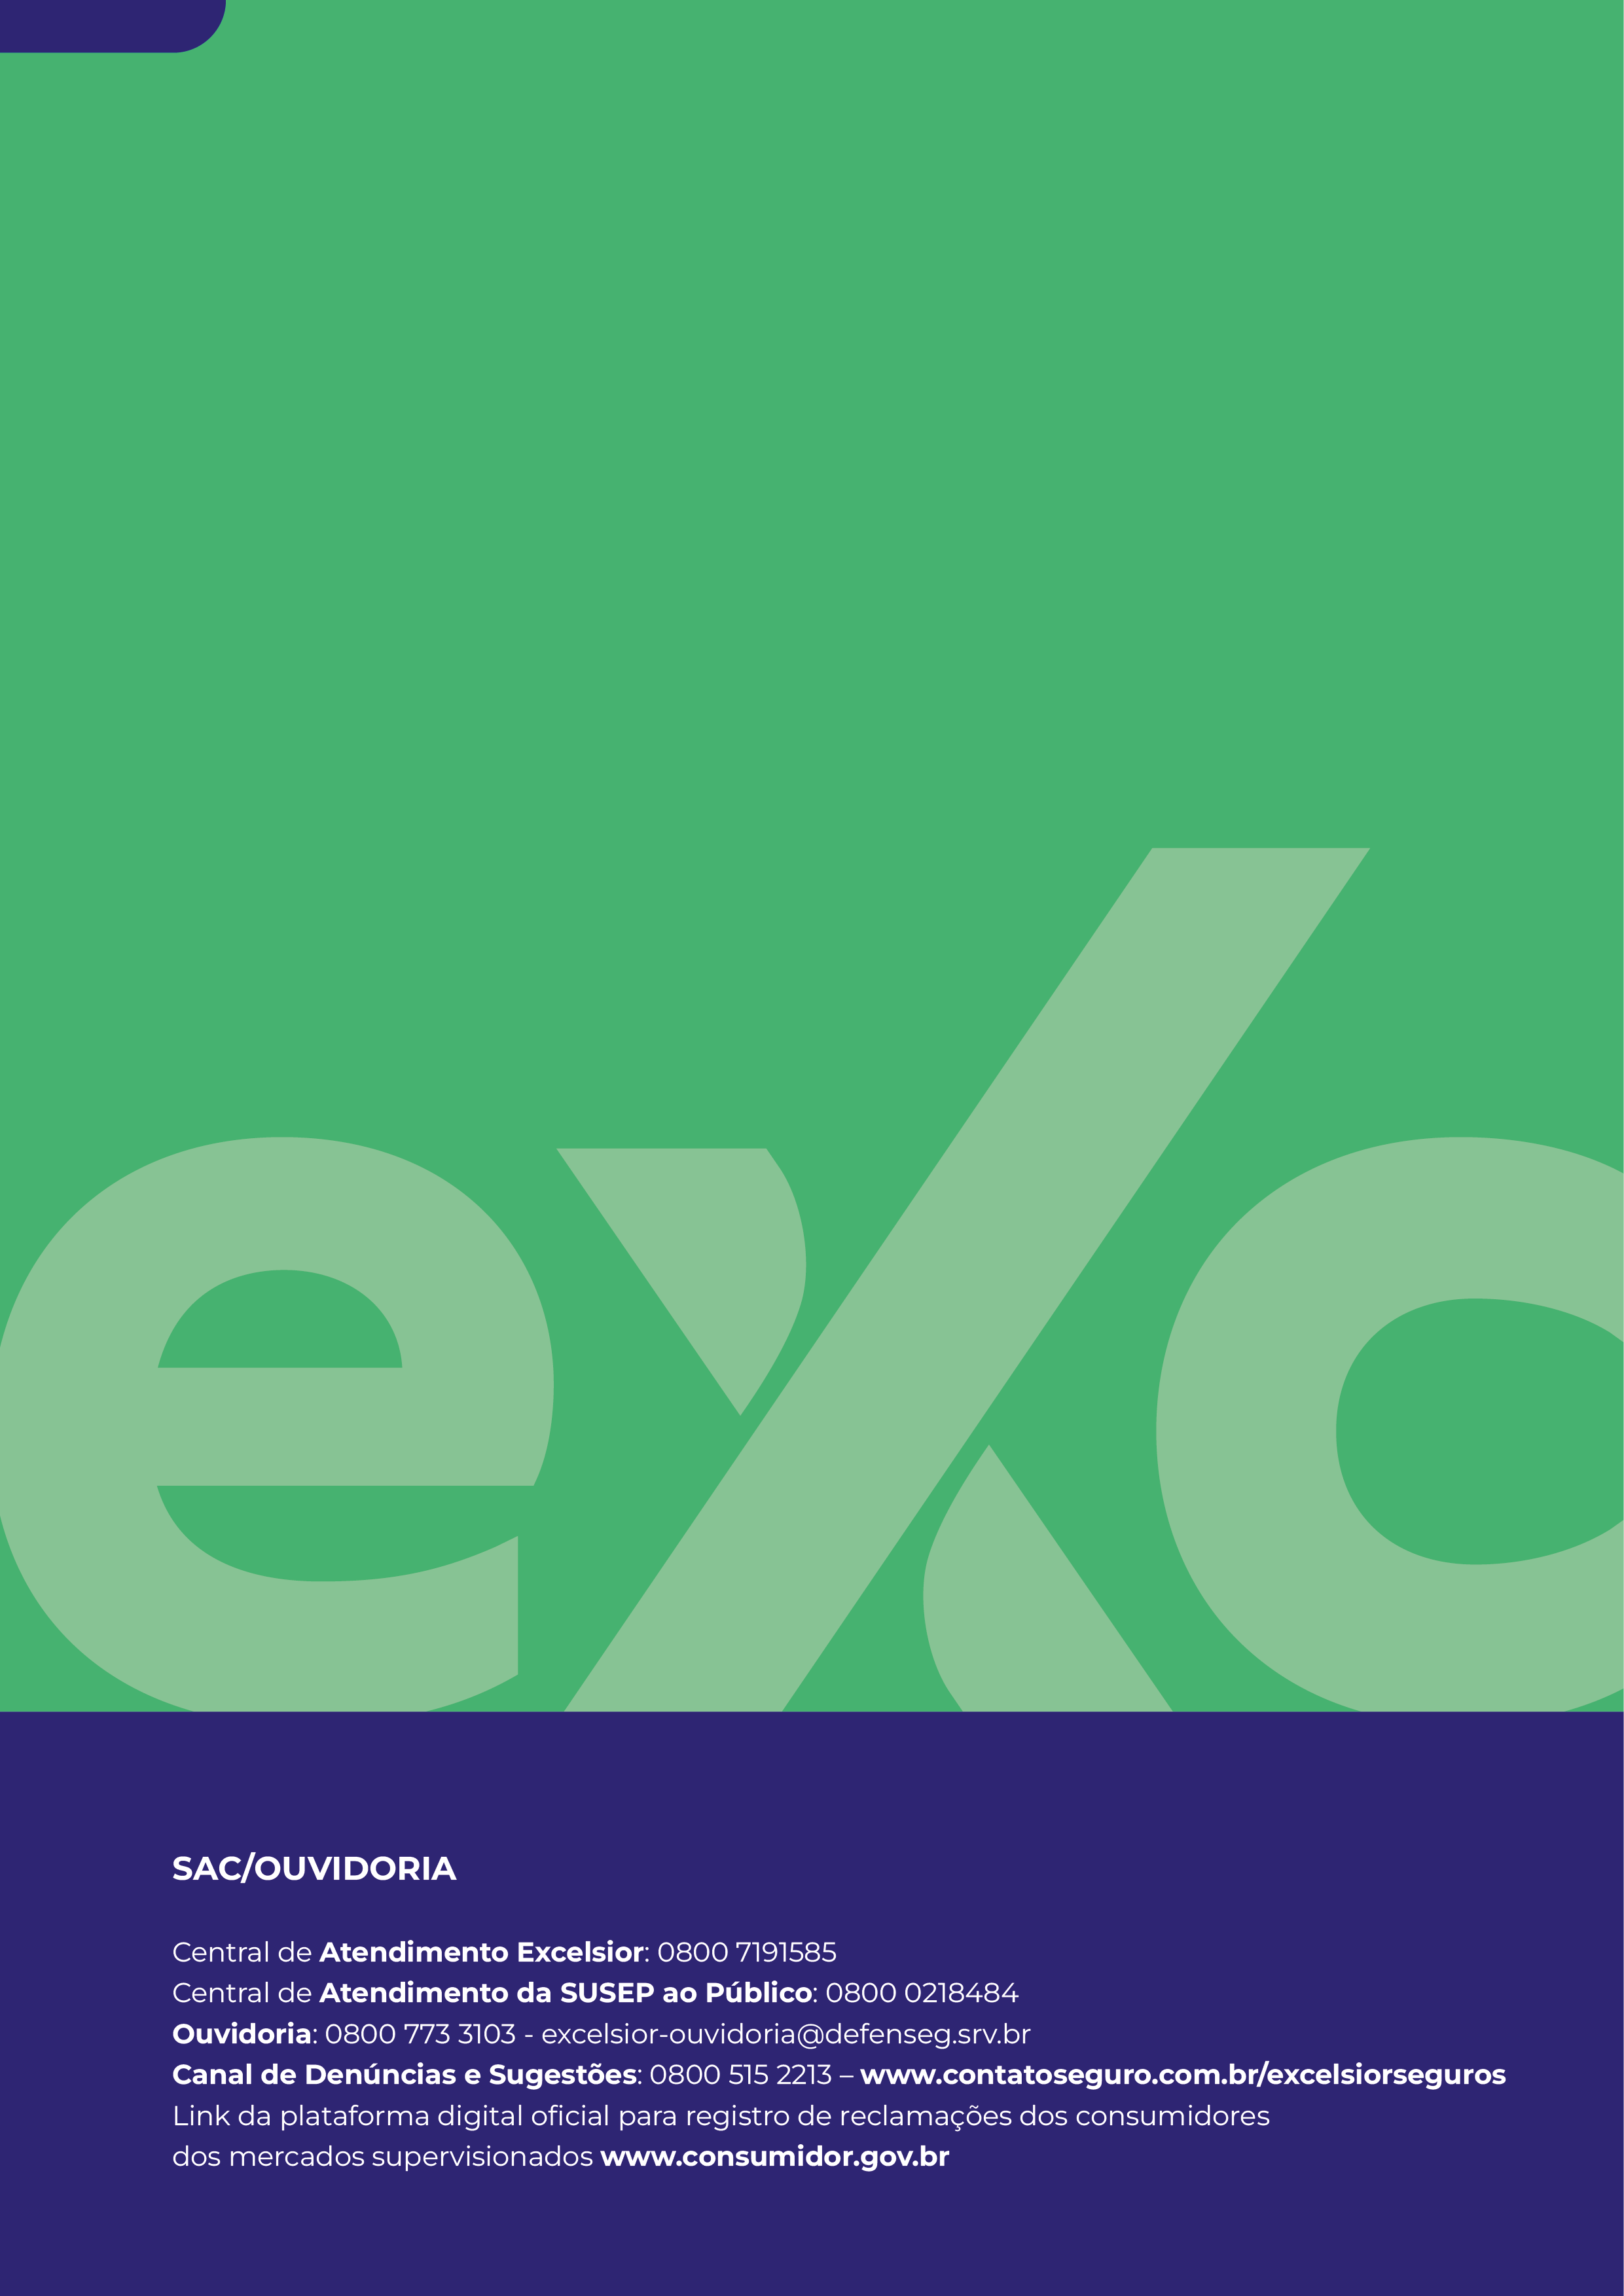 exc
SAC/OUVIDORIA
Central de Atendimento Excelsior: 0800 7191585
Central de Atendimento da SUSEP ao Público: 0800 0218484
Ouvidoria: 0800 773 3103 - excelsior-ouvidoria@defenseg.srv.br
Canal de Denúncias e Sugestões: 0800 515 2213 – www.contatoseguro.com.br/excelsiorseguros
Link da plataforma digital oficial para registro de reclamações dos consumidores
dos mercados supervisionados www.consumidor.gov.br